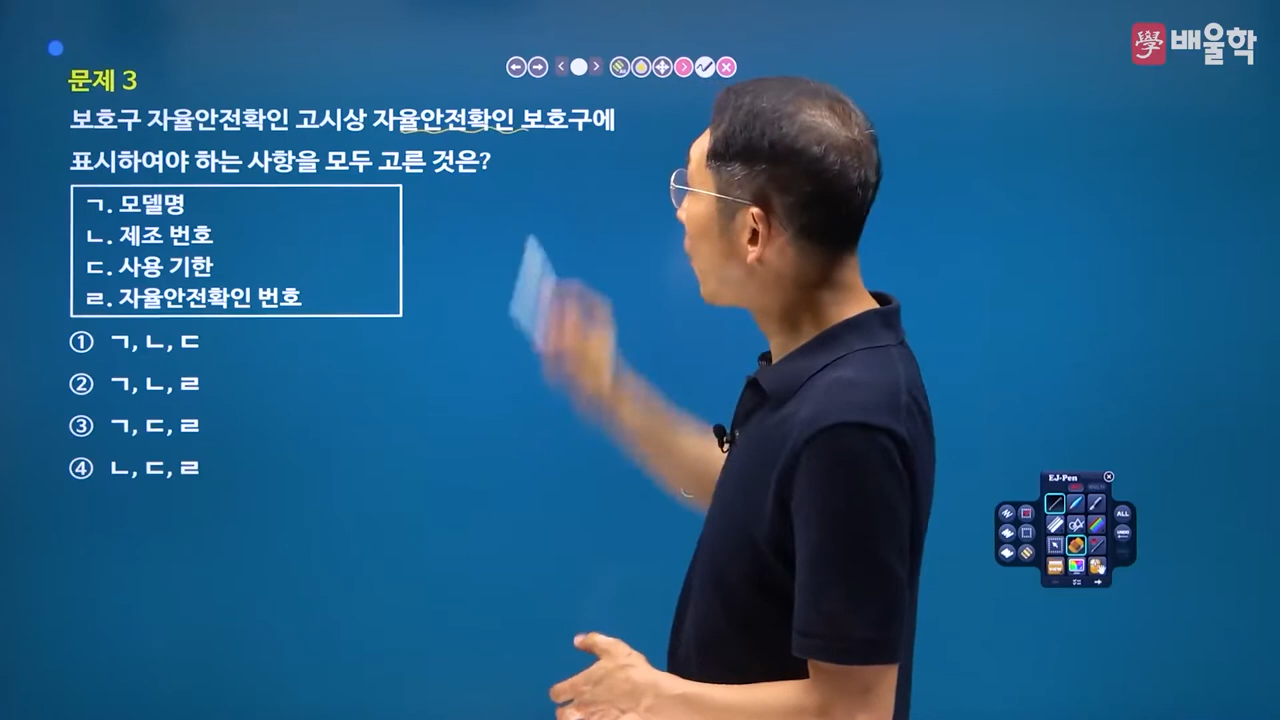 學 배울학
문제 3
보호구 자율안전확인 고시상 자율안전확인 보호구에
표시하여야 하는 사항을 모두 고른 것은?
ㄱ. 모델명
ㄴ. 제조 번호
ㄷ. 사용 기한
ㄹ. 자율안전확인 번호
① ㄱ, ㄴ, ㄷ
② ㄱ, ㄴ, ㄹ
③ ㄱ, ㄷ, ㄹ
④ ㄴ, ㄷ, ㄹ
EJ-Pen
ALL
UNDO